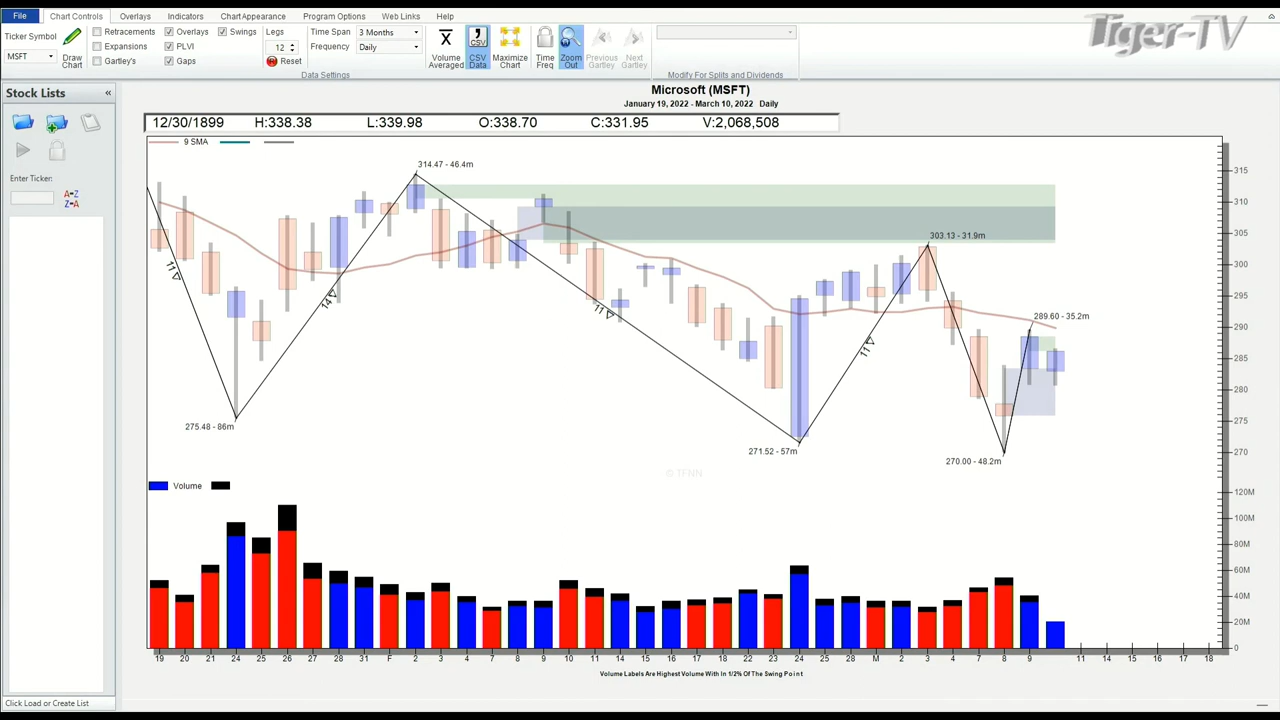 Tiger-TV
File Chart Controls Overlays Indicators Chart Appearance Program Options Web Links Help
Ticker Symbol
MSFT
Draw Chart
Retracements
Expansions
Gartley's
Overlays
PLVI
Gaps
Swings
Legs
12
Reset
Time Span 3 Months
Frequency Daily
Data Settings
Volume Averaged
CSV
CSV Data
Maximize Chart
Time Freq
Zoom Out
Previous Gartley
Next Gartley
Modify For Splits and Dividends
Stock Lists «
Enter Ticker:
A-Z
Z-A
Click Load or Create List
Microsoft (MSFT)
January 19, 2022 - March 10, 2022 Daily
12/30/1899 H:338.38 L:339.98 O:338.70 C:331.95 V:2,068,508
9 SMA
314.47 - 46.4m
303.13 - 31.9m
289.60 - 35.2m
275.48 - 86m
271.52 - 57m
270.00 - 48.2m
11
14
11
11
© TFNN
315
310
305
300
295
290
285
280
275
270
Volume
120M
100M
80M
60M
40M
20M
0
19 20 21 24 25 26 27 28 31 F 2 3 4 7 8 9 10 11 14 15 16 17 18 22 23 24 25 28 M 2 3 4 7 8 9 11 14 15 16 17 18
Volume Labels Are Highest Volume With In 1/2% Of The Swing Point